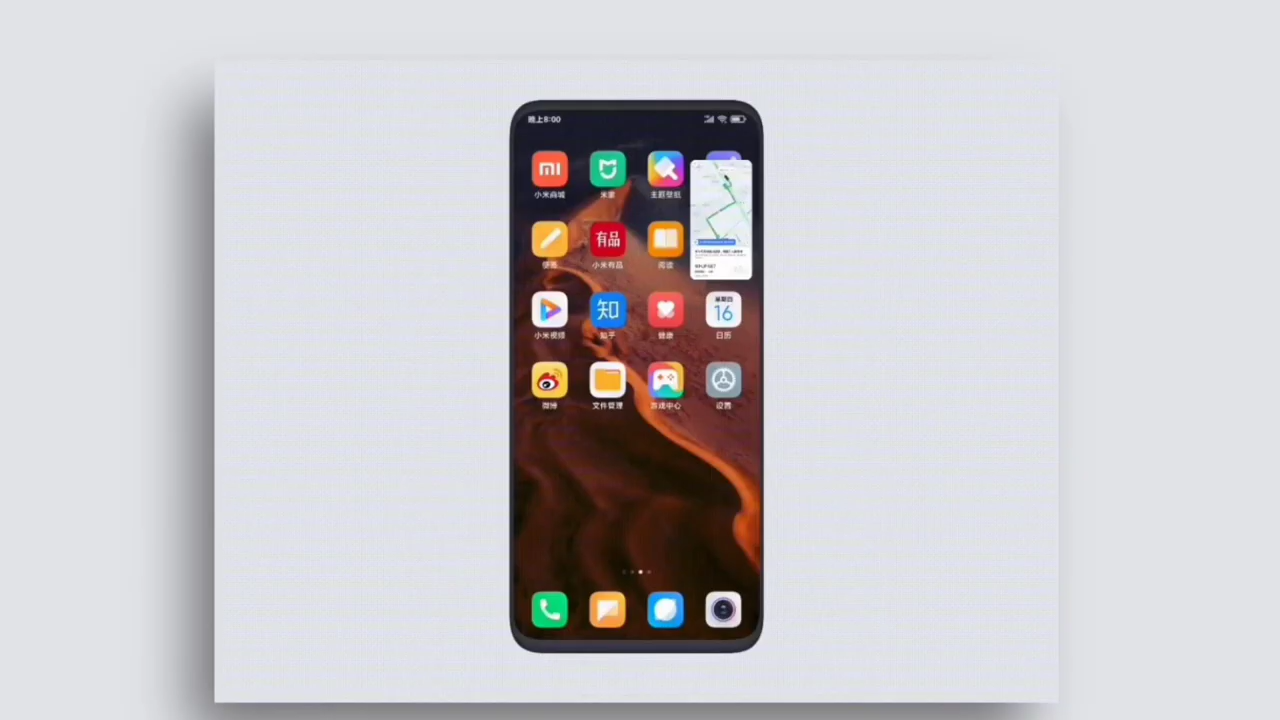 晚上8:00
小米商城
米家
主题壁纸
便签
有品
小米有品
阅读
小米视频
知
知乎
健康
星期日
16
日历
微博
文件管理
游戏中心
设置